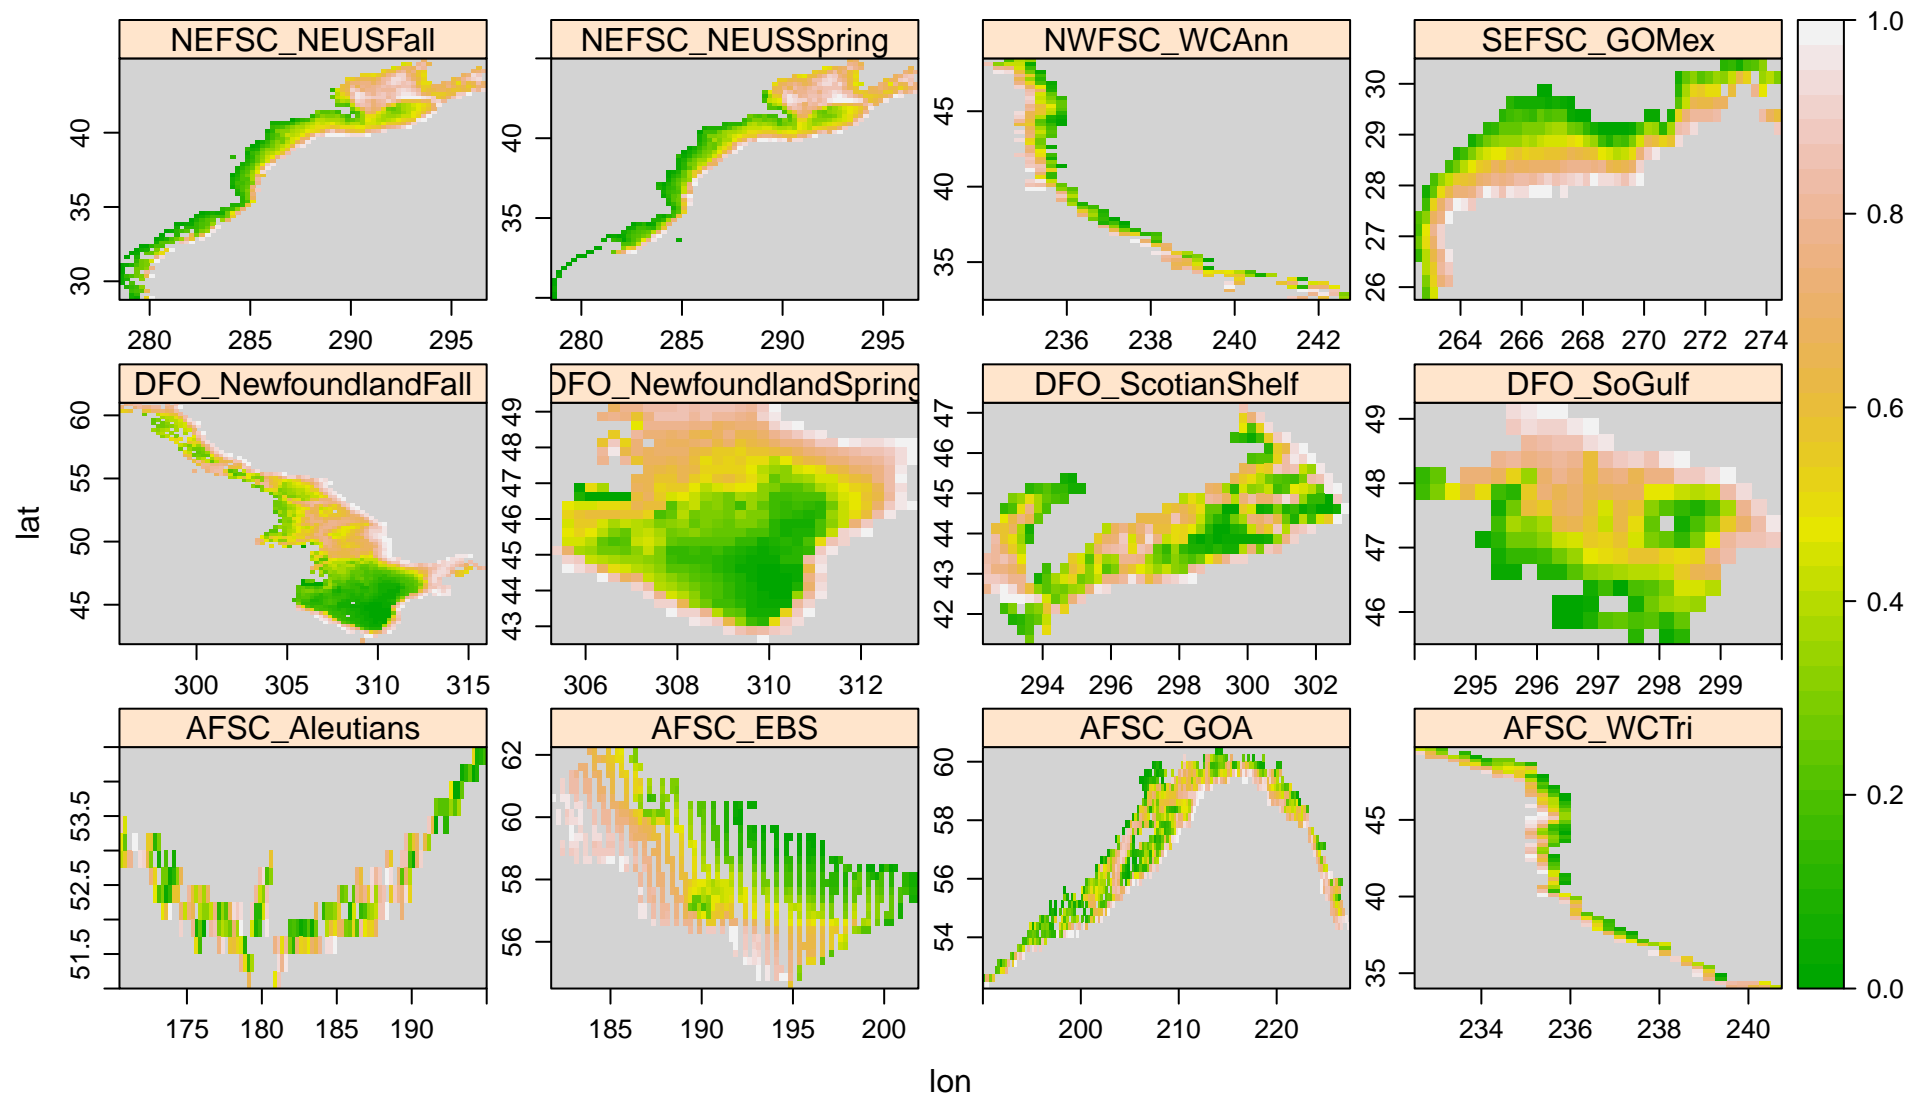 NEFSC_NEUSFall NEFSC_NEUSSpring NWFSC_WCAnn SEFSC_GOMex
30 35 40
35 40
35 40 45
26 27 28 29 30
280 285 290 295
280 285 290 295
236 238 240 242
264 266 268 270 272 274
DFO_NewfoundlandFall DFO_NewfoundlandSpring DFO_ScotianShelf DFO_SoGulf
45 50 55 60
43 44 45 46 47 48 49
42 43 44 45 46 47
46 47 48 49
300 305 310 315
306 308 310 312
294 296 298 300 302
295 296 297 298 299
AFSC_Aleutians AFSC_EBS AFSC_GOA AFSC_WCTri
51.5 52.5 53.5
56 58 60 62
54 56 58 60
35 40 45
175 180 185 190
185 190 195 200
200 210 220
234 236 238 240
1.0
0.8
0.6
0.4
0.2
0.0
lat
lon